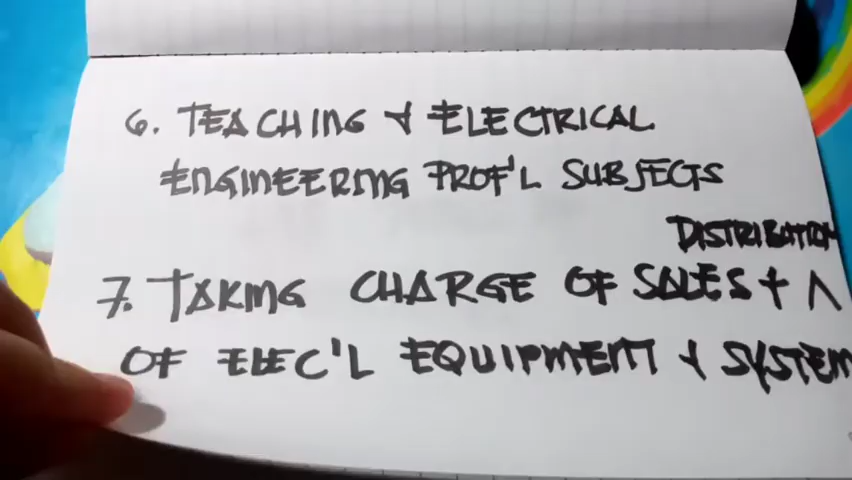 6. TEACHING & ELECTRICAL
ENGINEERING PROF'L SUBJECTS
DISTRIBUTION
7. TAKING CHARGE OF SALES & ^
OF ELEC'L EQUIPMENT & SYSTEM